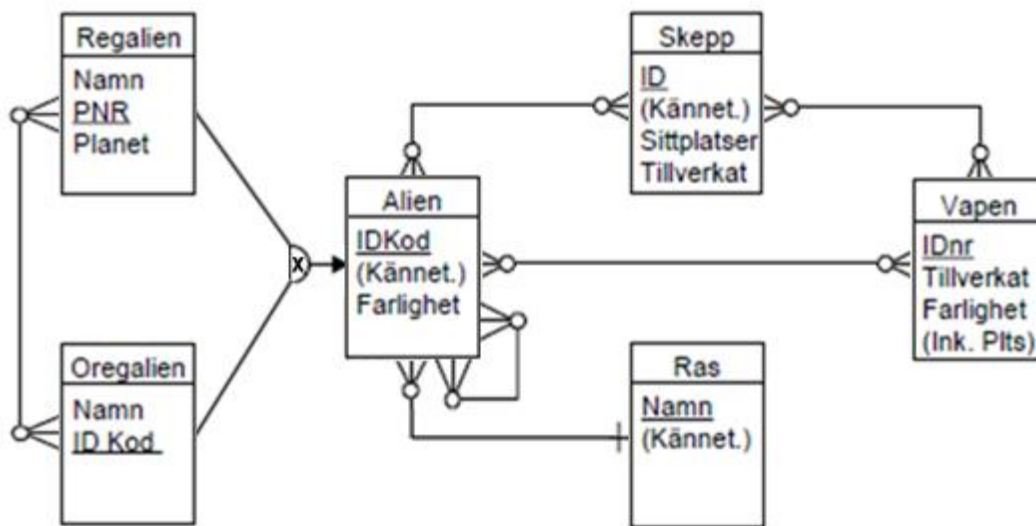 Regalien
Namn
PNR
Planet
Oregalien
Namn
ID Kod
X
Alien
IDKod
(Kännet.)
Farlighet
Skepp
ID
(Kännet.)
Sittplatser
Tillverkat
Ras
Namn
(Kännet.)
Vapen
IDnr
Tillverkat
Farlighet
(Ink. Plts)